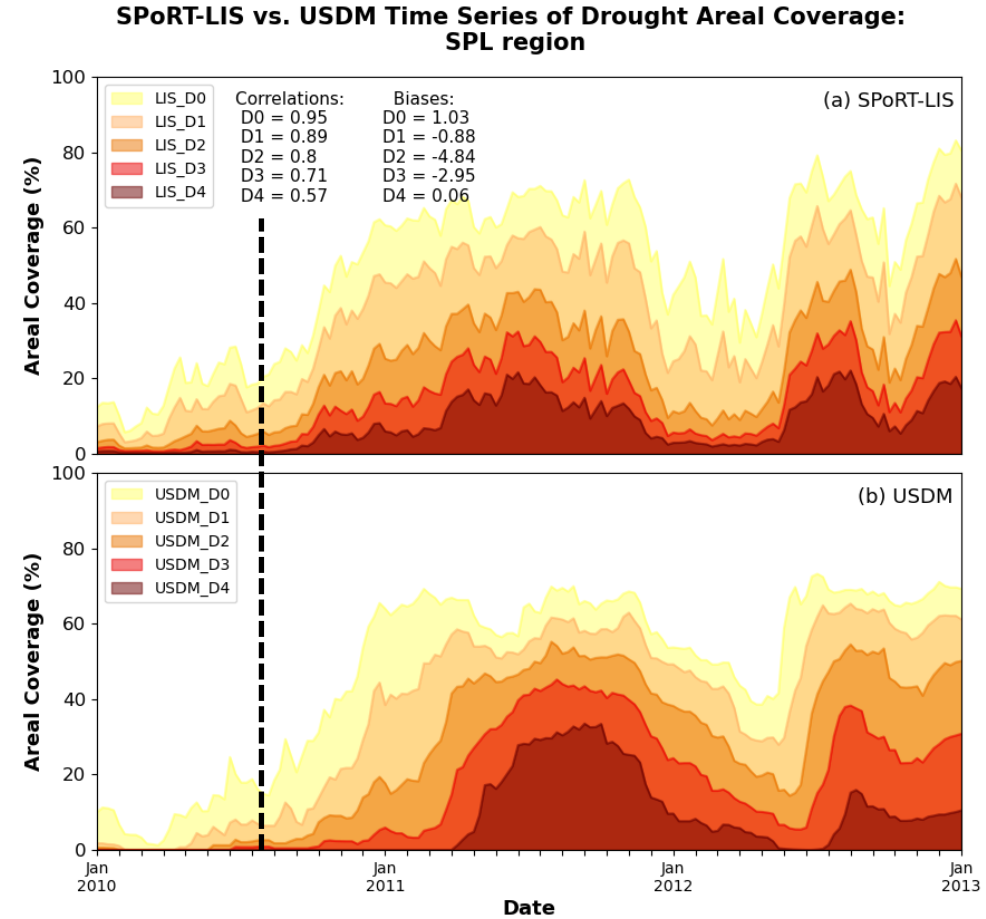 SPoRT-LIS vs. USDM Time Series of Drought Areal Coverage:
SPL region
Areal Coverage (%)
100
80
60
40
20
0
LIS_D0
LIS_D1
LIS_D2
LIS_D3
LIS_D4
Correlations: Biases:
D0 = 0.95 D0 = 1.03
D1 = 0.89 D1 = -0.88
D2 = 0.8 D2 = -4.84
D3 = 0.71 D3 = -2.95
D4 = 0.57 D4 = 0.06
(a) SPoRT-LIS
Areal Coverage (%)
100
80
60
40
20
0
USDM_D0
USDM_D1
USDM_D2
USDM_D3
USDM_D4
(b) USDM
Jan Jan Jan Jan
2010 2011 2012 2013
Date